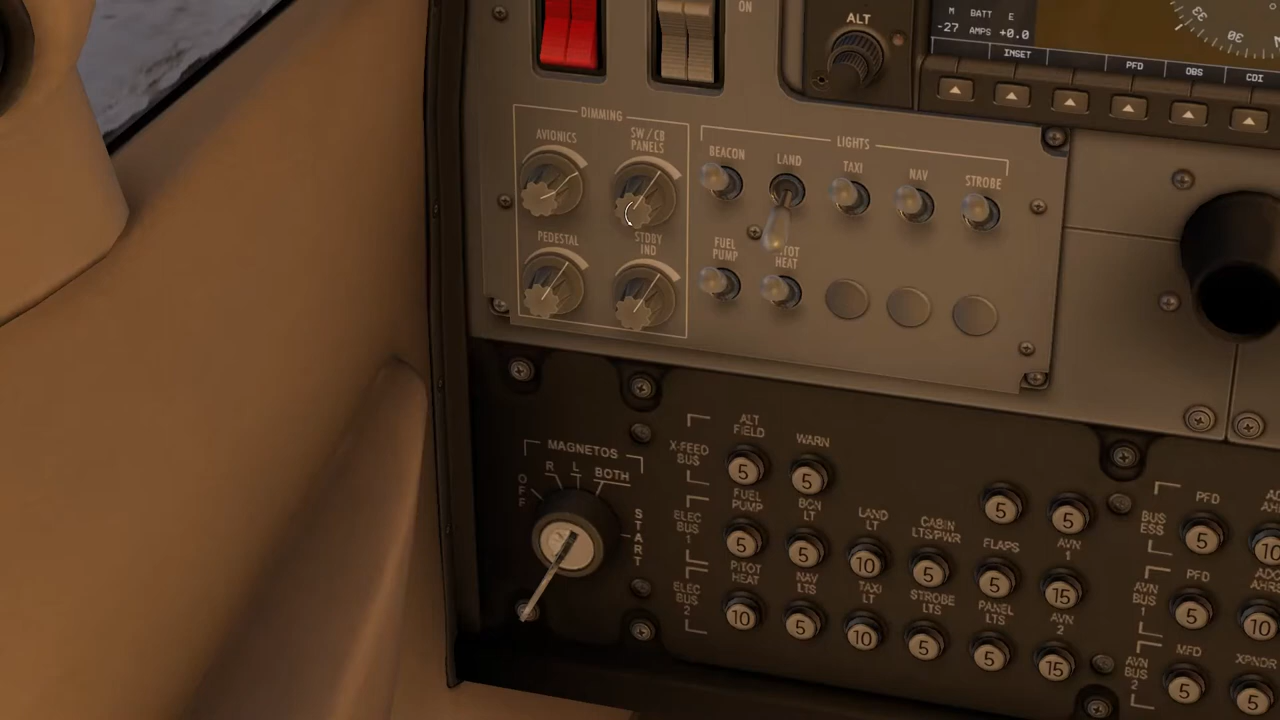 ON
ALT
M BATT E
-27 AMPS +0.0
33
30
INSET
PFD
OBS
CDI
DIMMING
AVIONICS
SW/CB
PANELS
PEDESTAL
STDBY
IND
LIGHTS
BEACON
LAND
TAXI
NAV
STROBE
FUEL
PUMP
HEAT
MAGNETOS
OFF
R
L
BOTH
START
X-FEED
BUS
ALT
FIELD
WARN
5
5
5
5
ELEC
BUS
1
FUEL
PUMP
BCN
LT
LAND
LT
CABIN
LTS/PWR
FLAPS
AVN
1
5
5
10
5
5
15
ELEC
BUS
2
PITOT
HEAT
NAV
LTS
TAXI
LT
STROBE
LTS
PANEL
LTS
AVN
2
10
5
10
5
5
15
BUS
ESS
PFD
5
10
AVN
BUS
1
PFD
5
10
AVN
BUS
2
MFD
XPNDR
5
5